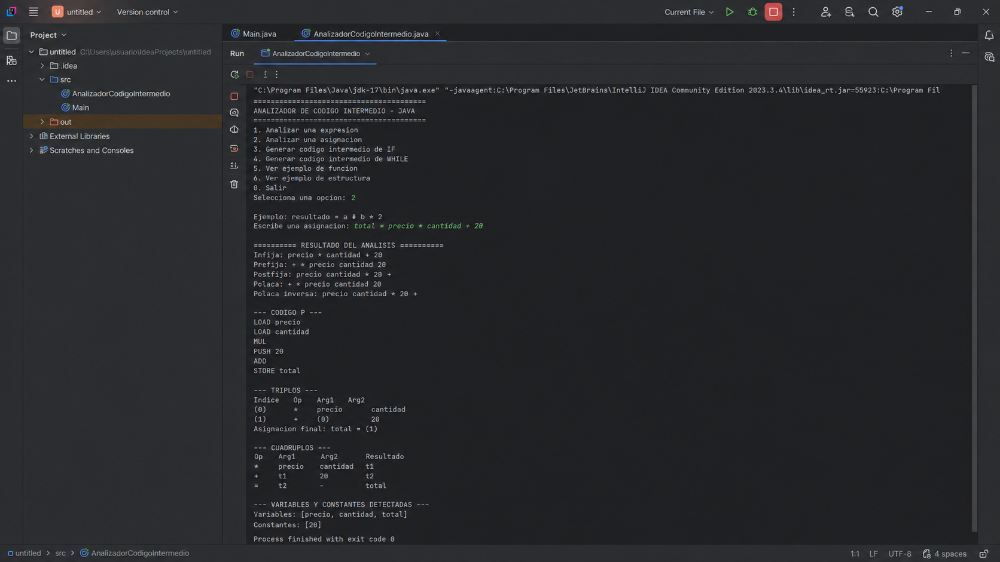 U untitled Version control Current File
Project
Main.java AnalizadorCodigoIntermedio.java
untitled C:\Users\usuario\IdeaProjects\untitled
.idea
src
AnalizadorCodigoIntermedio
Main
out
External Libraries
Scratches and Consoles
Run AnalizadorCodigoIntermedio
"C:\Program Files\Java\jdk-17\bin\java.exe" "-javaagent:C:\Program Files\JetBrains\IntelliJ IDEA Community Edition 2023.3.4\lib\idea_rt.jar=55923:C:\Program Fil
========================================
ANALIZADOR DE CODIGO INTERMEDIO - JAVA
========================================
1. Analizar una expresion
2. Analizar una asignacion
3. Generar codigo intermedio de IF
4. Generar codigo intermedio de WHILE
5. Ver ejemplo de funcion
6. Ver ejemplo de estructura
0. Salir
Selecciona una opcion: 2
Ejemplo: resultado = a + b * 2
Escribe una asignacion: total = precio * cantidad + 20
========== RESULTADO DEL ANALISIS ==========
Infija: precio * cantidad + 20
Prefija: + * precio cantidad 20
Postfija: precio cantidad * 20 +
Polaca: + * precio cantidad 20
Polaca inversa: precio cantidad * 20 +
--- CODIGO P ---
LOAD precio
LOAD cantidad
MUL
PUSH 20
ADD
STORE total
--- TRIPLOS ---
Indice Op Arg1 Arg2
(0) * precio cantidad
(1) + (0) 20
Asignacion final: total = (1)
--- CUADRUPLOS ---
Op Arg1 Arg2 Resultado
* precio cantidad t1
+ t1 20 t2
= t2 - total
--- VARIABLES Y CONSTANTES DETECTADAS ---
Variables: [precio, cantidad, total]
Constantes: [20]
Process finished with exit code 0
untitled > src > AnalizadorCodigoIntermedio 1:1 LF UTF-8 4 spaces